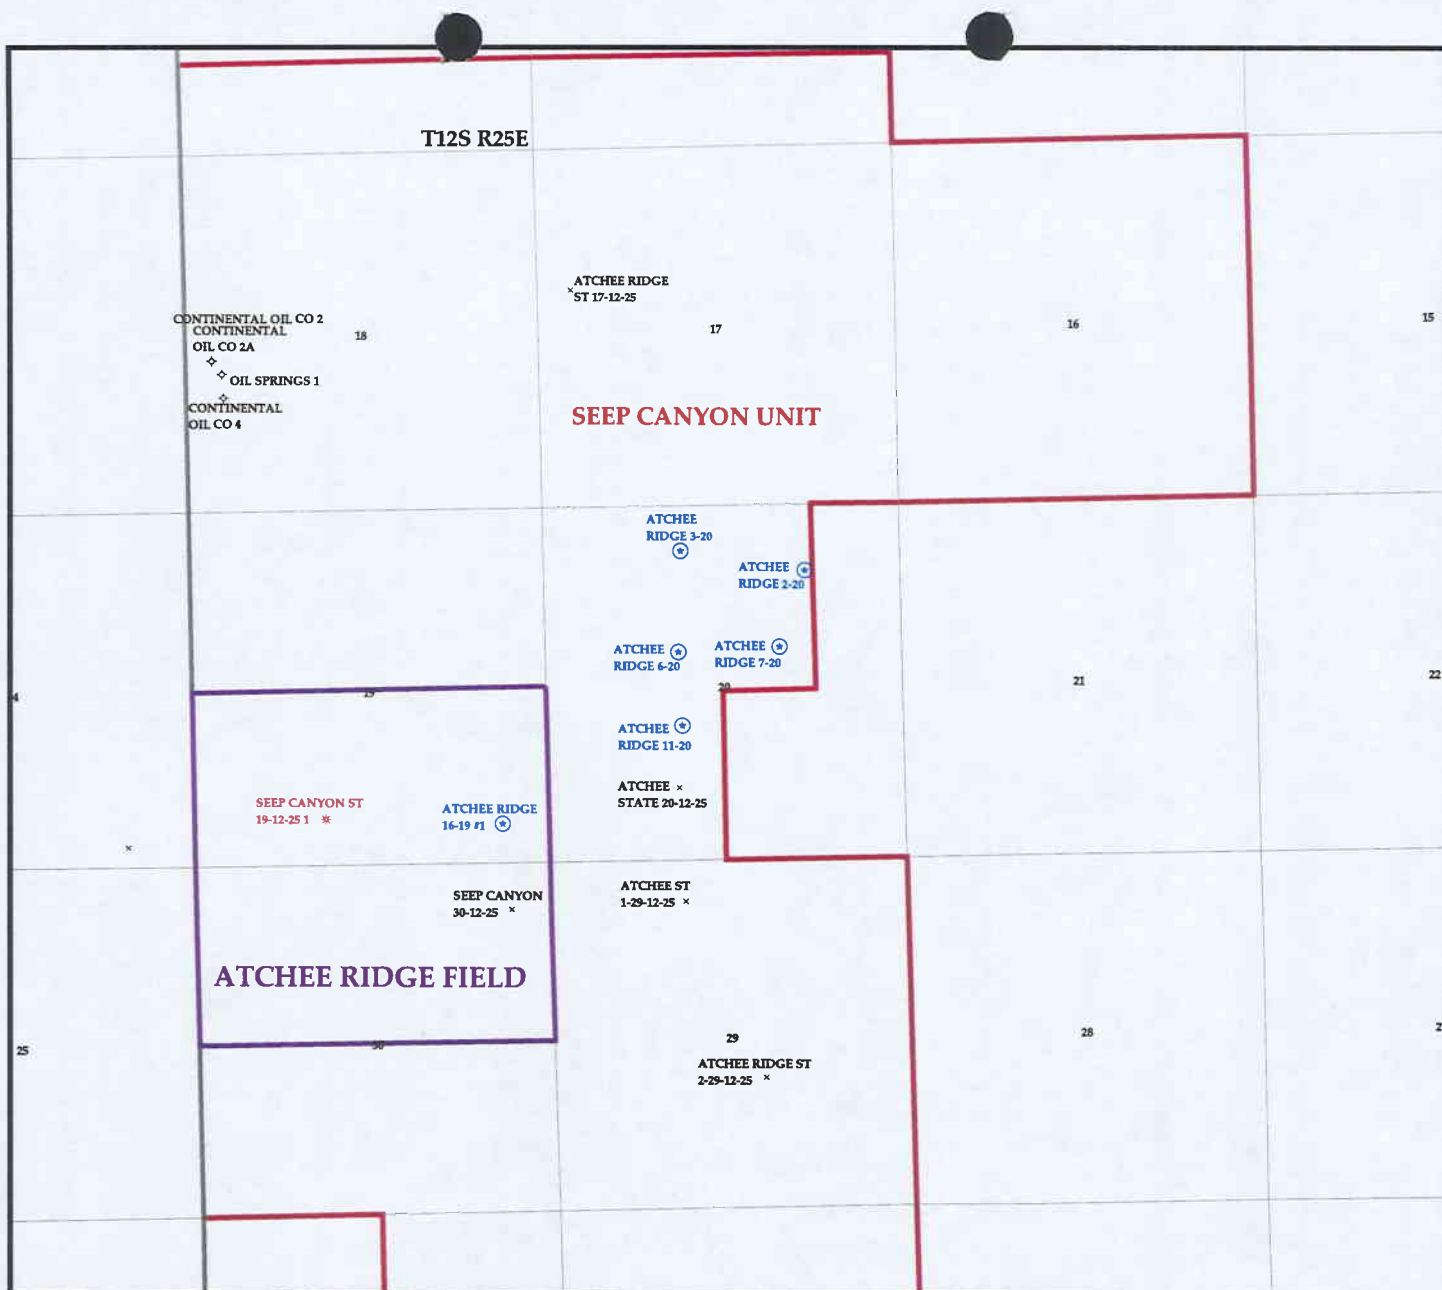 T12S R25E
ATCHEE RIDGE
ST 17-12-25
CONTINENTAL OIL CO 2
CONTINENTAL
OIL CO 2A
18
17
16
15
OIL SPRINGS 1
CONTINENTAL
OIL CO 4
SEEP CANYON UNIT
ATCHEE
RIDGE 3-20
ATCHEE
RIDGE 2-20
ATCHEE
RIDGE 6-20
ATCHEE
RIDGE 7-20
4
19
20
21
22
ATCHEE
RIDGE 11-20
ATCHEE
STATE 20-12-25
SEEP CANYON ST
19-12-25 1
ATCHEE RIDGE
16-19 #1
SEEP CANYON
30-12-25
ATCHEE ST
1-29-12-25
ATCHEE RIDGE FIELD
25
30
29
28
2
ATCHEE RIDGE ST
2-29-12-25